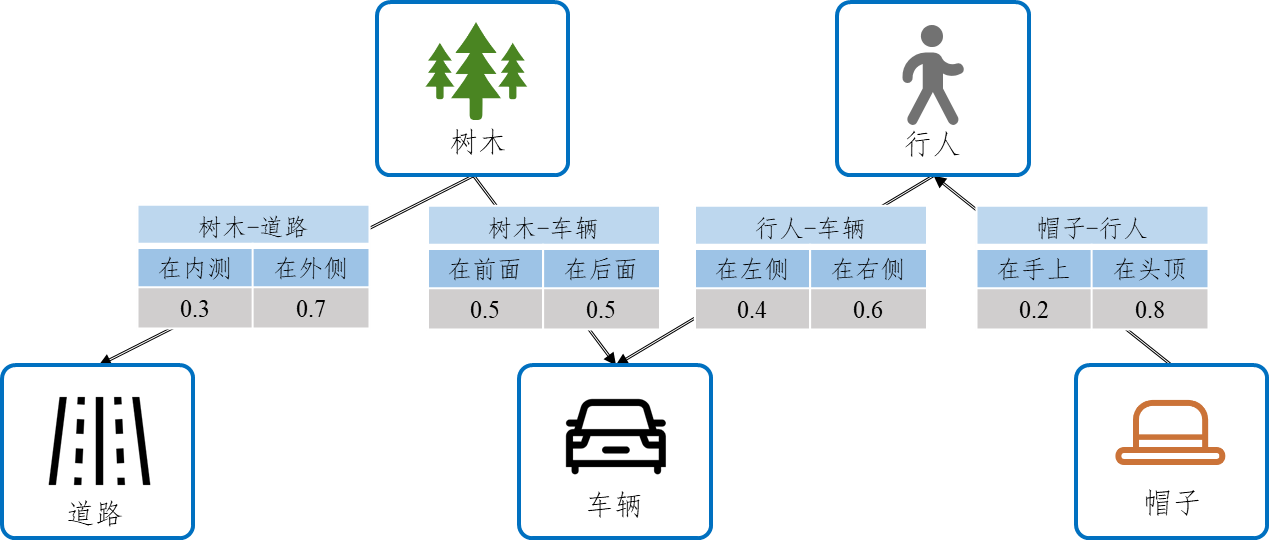 树木
行人
树木-道路
在内测 在外侧
0.3 0.7
树木-车辆
在前面 在后面
0.5 0.5
行人-车辆
在左侧 在右侧
0.4 0.6
帽子-行人
在手上 在头顶
0.2 0.8
道路
车辆
帽子